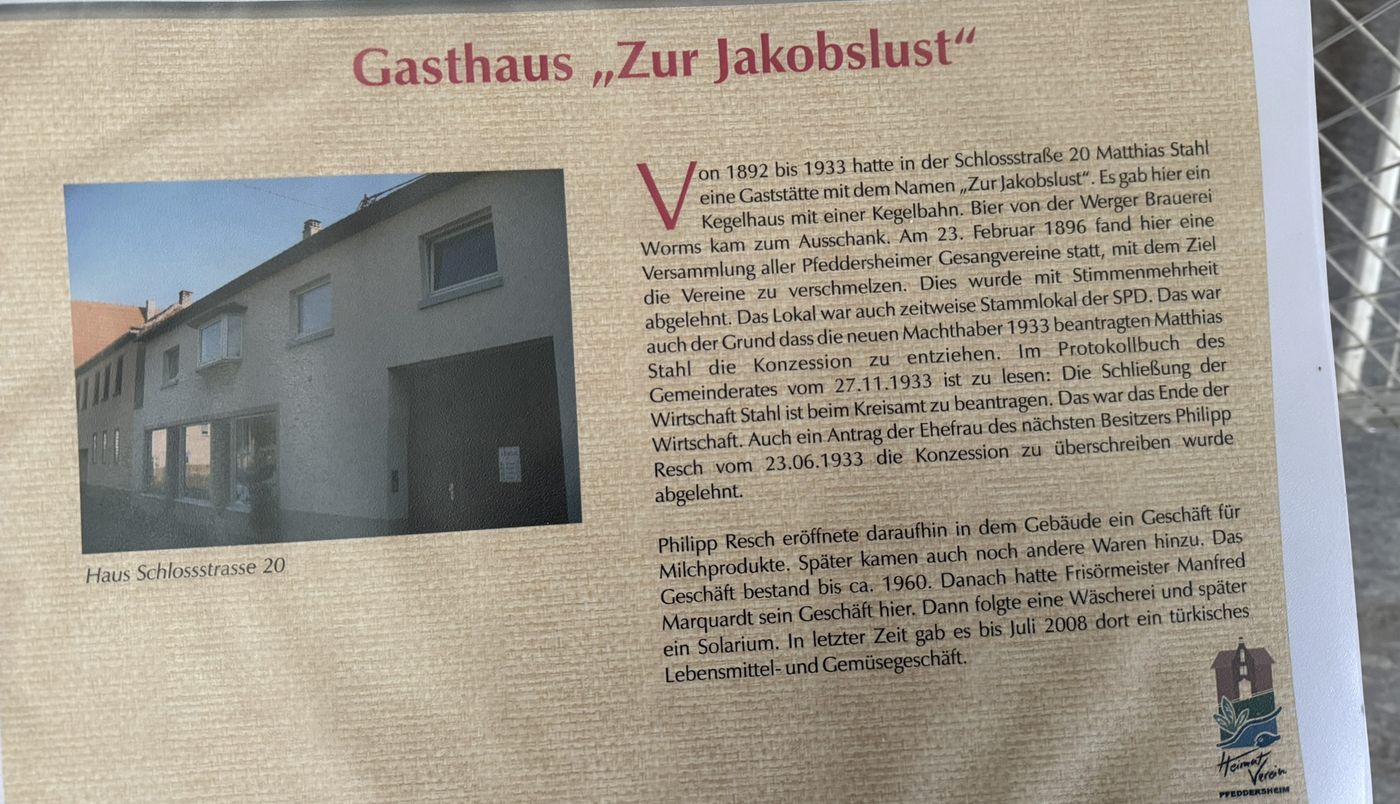 Gasthaus „Zur Jakobslust“
Von 1892 bis 1933 hatte in der Schlossstraße 20 Matthias Stahl
eine Gaststätte mit dem Namen „Zur Jakobslust“. Es gab hier ein
Kegelhaus mit einer Kegelbahn. Bier von der Werger Brauerei
Worms kam zum Ausschank. Am 23. Februar 1896 fand hier eine
Versammlung aller Pfeddersheimer Gesangvereine statt, mit dem Ziel
die Vereine zu verschmelzen. Dies wurde mit Stimmenmehrheit
abgelehnt. Das Lokal war auch zeitweise Stammlokal der SPD. Das war
auch der Grund dass die neuen Machthaber 1933 beantragten Matthias
Stahl die Konzession zu entziehen. Im Protokollbuch des
Gemeinderates vom 27.11.1933 ist zu lesen: Die Schließung der
Wirtschaft Stahl ist beim Kreisamt zu beantragen. Das war das Ende der
Wirtschaft. Auch ein Antrag der Ehefrau des nächsten Besitzers Philipp
Resch vom 23.06.1933 die Konzession zu überschreiben wurde
abgelehnt.
Philipp Resch eröffnete daraufhin in dem Gebäude ein Geschäft für
Milchprodukte. Später kamen auch noch andere Waren hinzu. Das
Geschäft bestand bis ca. 1960. Danach hatte Frisörmeister Manfred
Marquardt sein Geschäft hier. Dann folgte eine Wäscherei und später
ein Solarium. In letzter Zeit gab es bis Juli 2008 dort ein türkisches
Lebensmittel- und Gemüsegeschäft.
Haus Schlossstrasse 20
Heimat
Verein
PFEDDERSHEIM